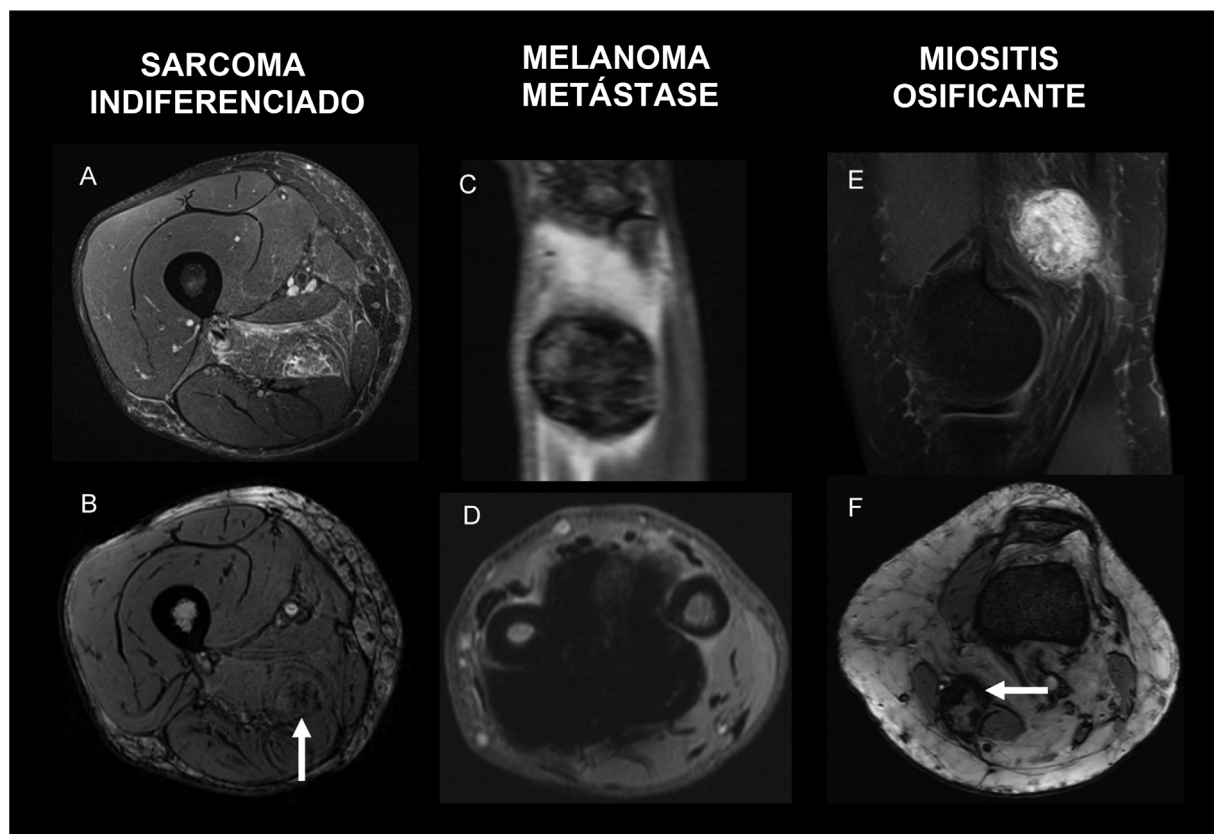 SARCOMA
INDIFERENCIADO
MELANOMA
METÁSTASE
MIOSITIS
OSIFICANTE
A
C
E
B
D
F